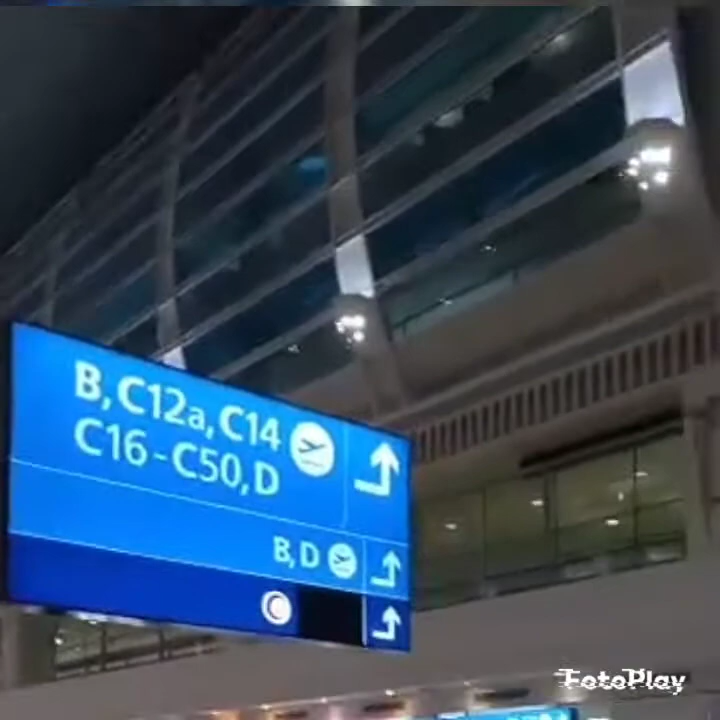 B, C12a, C14
C16 - C50, D
B, D
FotoPlay